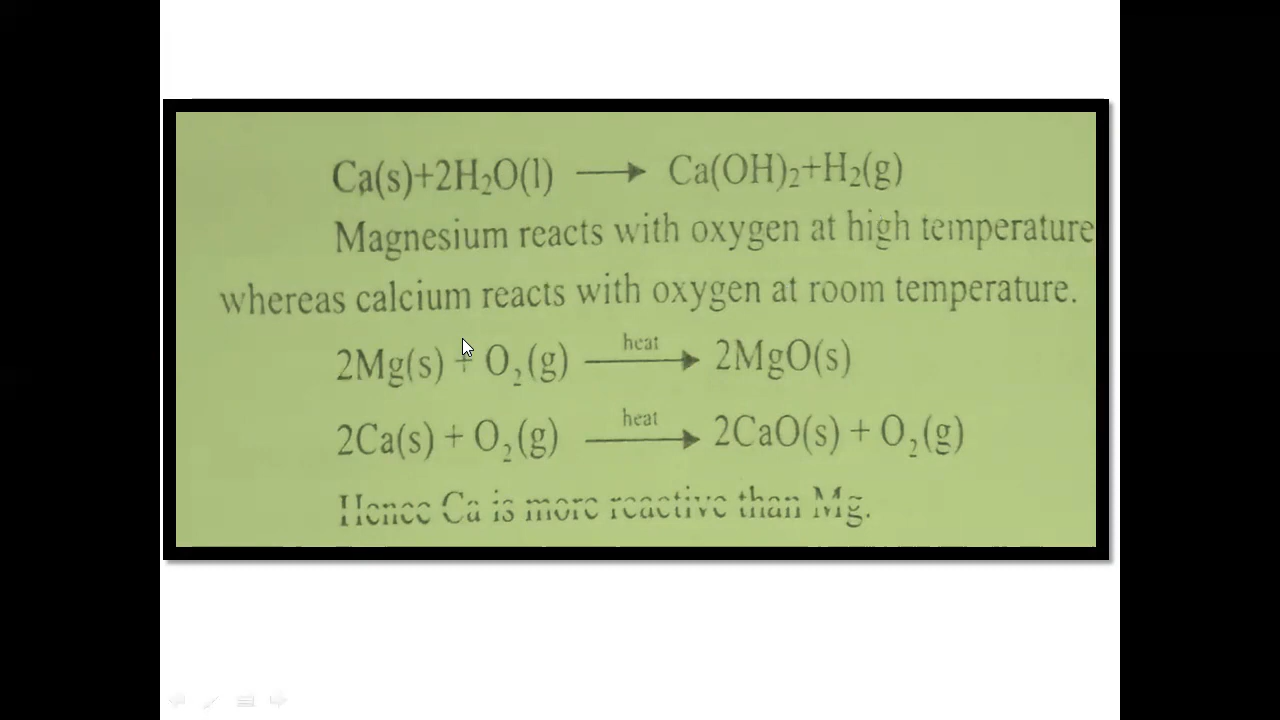 Ca(s)+2H₂O(l) ⟶ Ca(OH)₂+H₂(g)
Magnesium reacts with oxygen at high temperature
whereas calcium reacts with oxygen at room temperature.
2Mg(s) + O₂(g) heat⟶ 2MgO(s)
2Ca(s) + O₂(g) heat⟶ 2CaO(s) + O₂(g)
Hence Ca is more reactive than Mg.